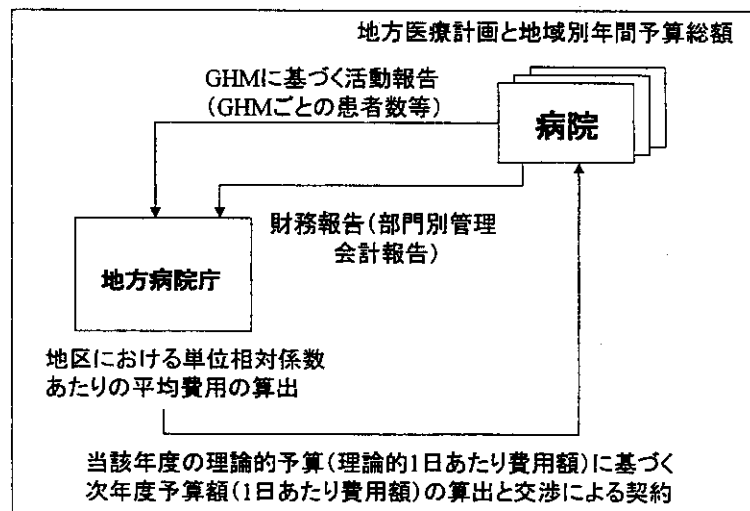 地方医療計画と地域別年間予算総額
GHMに基づく活動報告
（GHMごとの患者数等）
病院
財務報告（部門別管理
会計報告）
地方病院庁
地区における単位相対係数
あたりの平均費用の算出
当該年度の理論的予算（理論的1日あたり費用額）に基づく
次年度予算額（1日あたり費用額）の算出と交渉による契約